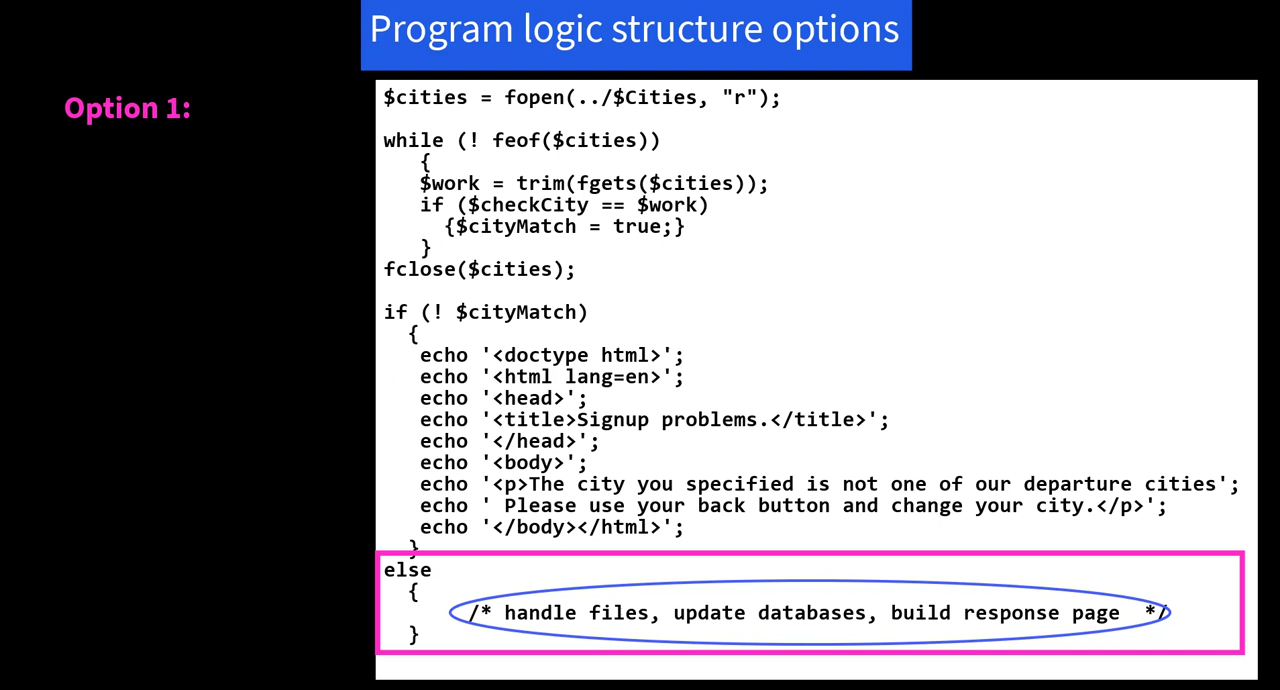 Program logic structure options
Option 1:
$cities = fopen(../$Cities, "r");
while (! feof($cities))
{
$work = trim(fgets($cities));
if ($checkCity == $work)
{$cityMatch = true;}
}
fclose($cities);
if (! $cityMatch)
{
echo '<doctype html>';
echo '<html lang=en>';
echo '<head>';
echo '<title>Signup problems.</title>';
echo '</head>';
echo '<body>';
echo '<p>The city you specified is not one of our departure cities';
echo ' Please use your back button and change your city.</p>';
echo '</body></html>';
}
else
{
/* handle files, update databases, build response page  */
}